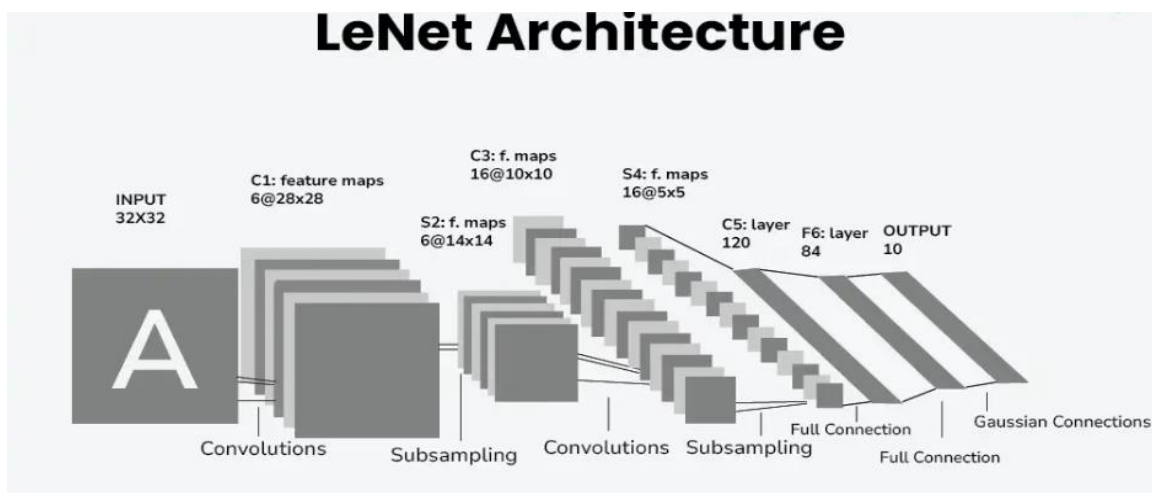 LeNet Architecture
INPUT
32X32
A
C1: feature maps
6@28x28
S2: f. maps
6@14x14
C3: f. maps
16@10x10
S4: f. maps
16@5x5
C5: layer
120
F6: layer
84
OUTPUT
10
Convolutions
Subsampling
Convolutions
Subsampling
Full Connection
Full Connection
Gaussian Connections